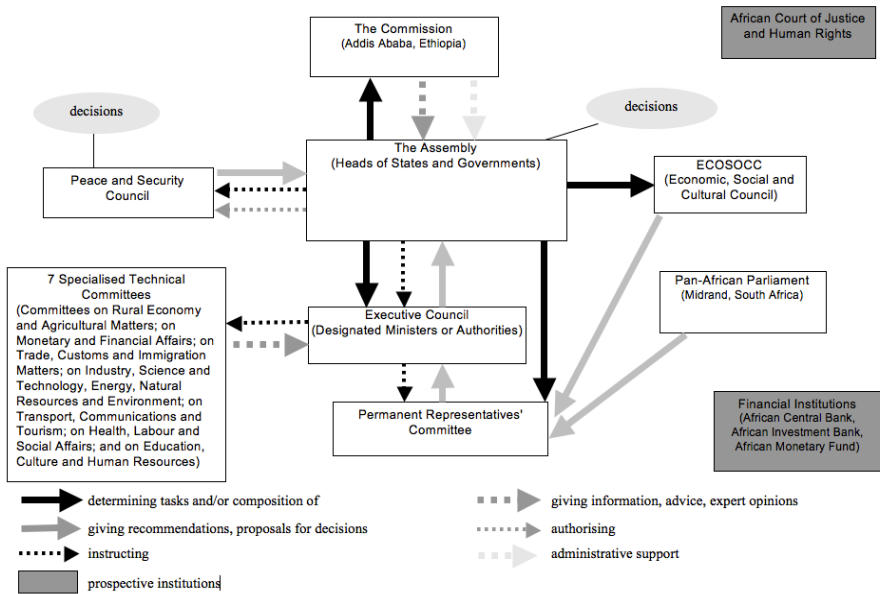 The Commission
(Addis Ababa, Ethiopia)
African Court of Justice
and Human Rights
decisions
decisions
The Assembly
(Heads of States and Governments)
Peace and Security
Council
ECOSOCC
(Economic, Social and
Cultural Council)
7 Specialised Technical
Committees
(Committees on Rural Economy
and Agricultural Matters; on
Monetary and Financial Affairs; on
Trade, Customs and Immigration
Matters; on Industry, Science and
Technology, Energy, Natural
Resources and Environment; on
Transport, Communications and
Tourism; on Health, Labour and
Social Affairs; and on Education,
Culture and Human Resources)
Pan-African Parliament
(Midrand, South Africa)
Executive Council
(Designated Ministers or Authorities)
Permanent Representatives'
Committee
Financial Institutions
(African Central Bank,
African Investment Bank,
African Monetary Fund)
determining tasks and/or composition of
giving information, advice, expert opinions
giving recommendations, proposals for decisions
authorising
instructing
administrative support
prospective institutions